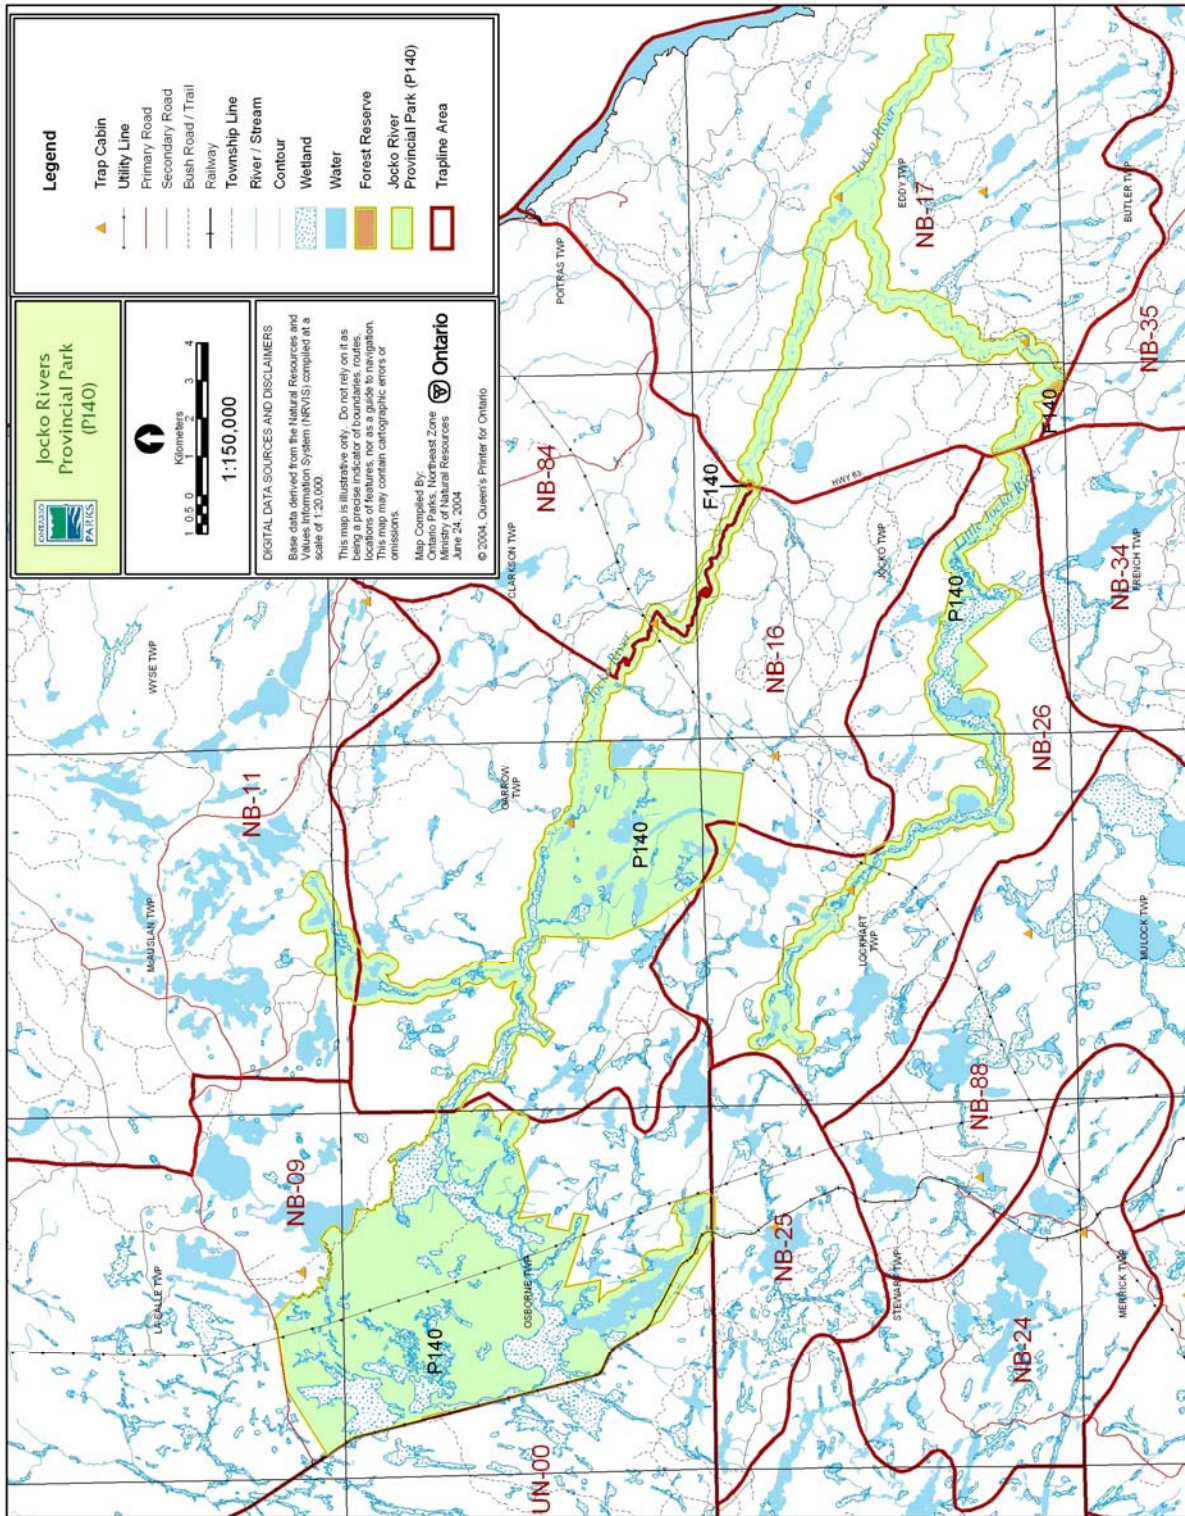 Jocko Rivers
Provincial Park
(P140)
ONTARIO
PARKS
Kilometers
1 0.5 0 1 2 3 4
1:150,000
DIGITAL DATA SOURCES AND DISCLAIMERS
Base data derived from the Natural Resources and
Values Information System (NRVIS) compiled at a
scale of 1:20,000.
This map is illustrative only. Do not rely on it as
being a precise indicator of boundaries, routes,
locations of features, nor as a guide to navigation.
This map may contain cartographic errors or
omissions.
Map Compiled By:
Ontario Parks, Northeast Zone
Ministry of Natural Resources
June 24, 2004
Ontario
© 2004, Queen's Printer for Ontario
Legend
Trap Cabin
Utility Line
Primary Road
Secondary Road
Bush Road / Trail
Railway
Township Line
River / Stream
Contour
Wetland
Water
Forest Reserve
Jocko River
Provincial Park (P140)
Trapline Area
LA SALLE TWP
McAUSLAN TWP
WYSE TWP
NB-09
NB-11
P140
OSBORNE TWP
GARROW
TWP
CLARKSON TWP
POITRAS TWP
UN-00
NB-84
Jocko River
P140
F140
Jocko River
EDDY TWP
NB-17
NB-25
NB-16
HWY 63
STEWART TWP
LOCKHART
TWP
JOCKO TWP
P140
Little Jocko River
F140
NB-24
NB-88
NB-26
NB-34
FRENCH TWP
NB-35
BUTLER TWP
MERRICK TWP
MULOCK TWP